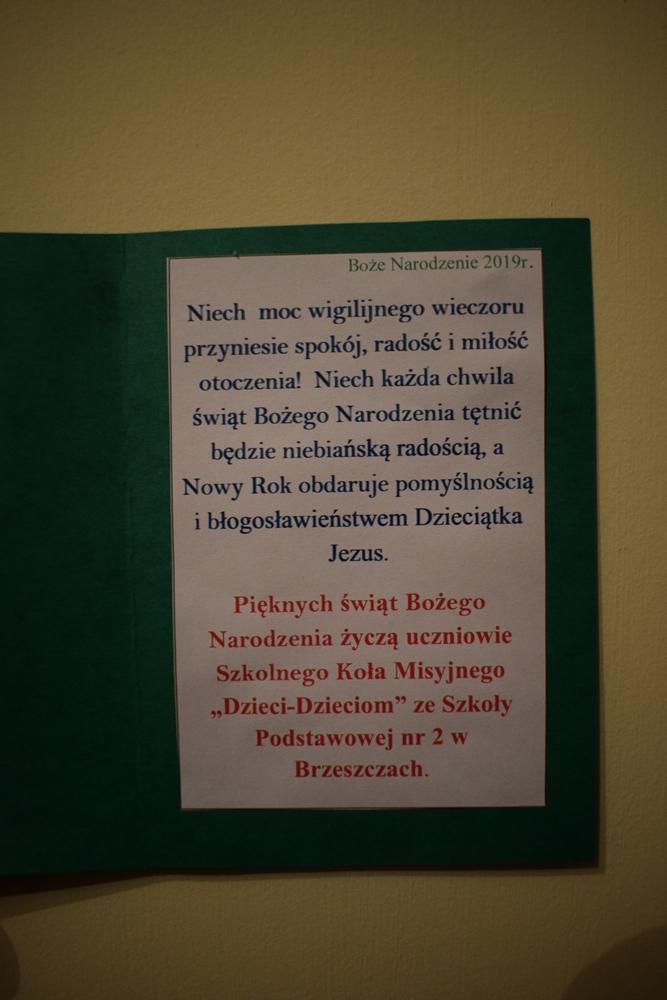 Boże Narodzenie 2019r.
Niech moc wigilijnego wieczoru
przyniesie spokój, radość i miłość
otoczenia! Niech każda chwila
świąt Bożego Narodzenia tętnić
będzie niebiańską radością, a
Nowy Rok obdaruje pomyślnością
i błogosławieństwem Dzieciątka
Jezus.
Pięknych świąt Bożego
Narodzenia życzą uczniowie
Szkolnego Koła Misyjnego
„Dzieci-Dzieciom” ze Szkoły
Podstawowej nr 2 w
Brzeszczach.